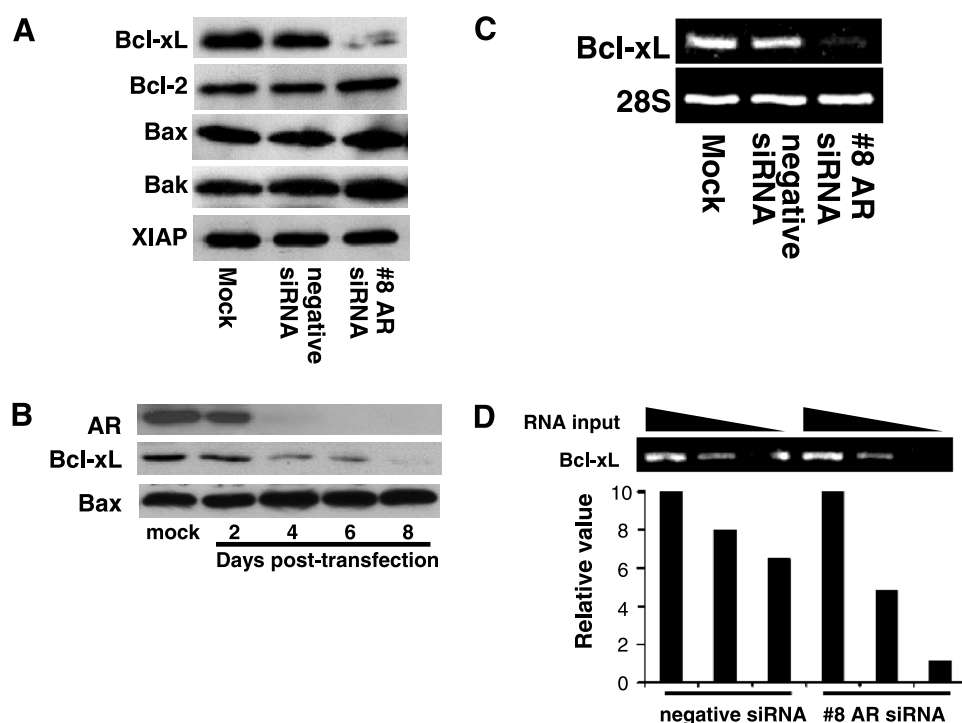 A
Bcl-xL
Bcl-2
Bax
Bak
XIAP
Mock
negative
siRNA
#8 AR
siRNA
B
AR
Bcl-xL
Bax
mock 2 4 6 8
Days post-transfection
C
Bcl-xL
28S
Mock
negative
siRNA
#8 AR
siRNA
D
RNA input
Bcl-xL
Relative value
10
8
6
4
2
0
negative siRNA #8 AR siRNA